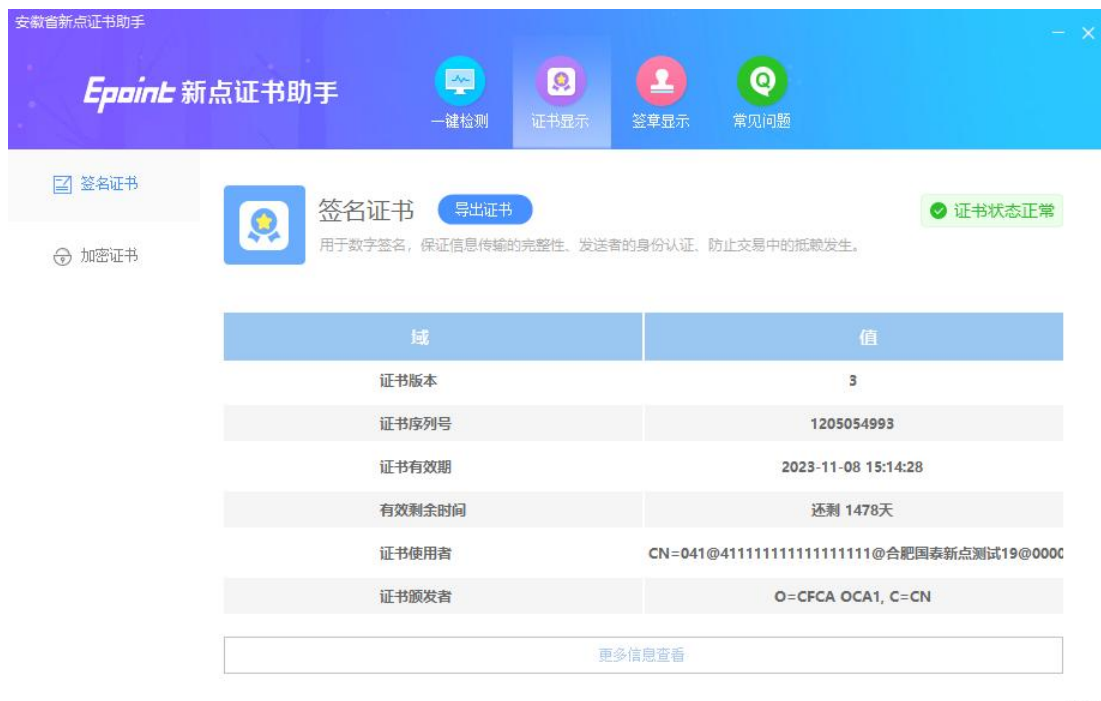 安徽省新点证书助手
Epoint 新点证书助手
一键检测
证书显示
签章显示
常见问题
签名证书
加密证书
签名证书
导出证书
证书状态正常
用于数字签名，保证信息传输的完整性、发送者的身份认证、防止交易中的抵赖发生。
域 值
证书版本 3
证书序列号 1205054993
证书有效期 2023-11-08 15:14:28
有效剩余时间 还剩 1478天
证书使用者 CN=041@411111111111111111@合肥国泰新点测试19@0000
证书颁发者 O=CFCA OCA1, C=CN
更多信息查看